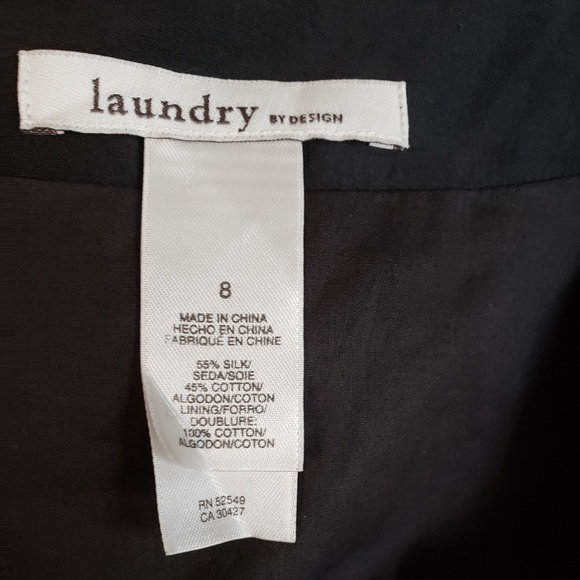 laundry BY DESIGN
8
MADE IN CHINA
HECHO EN CHINA
FABRIQUE EN CHINE
55% SILK/
SEDA/SOIE
45% COTTON/
ALGODON/COTON
LINING/FORRO/
DOUBLURE:
100% COTTON/
ALGODON/COTON
RN 52549
CA 30427